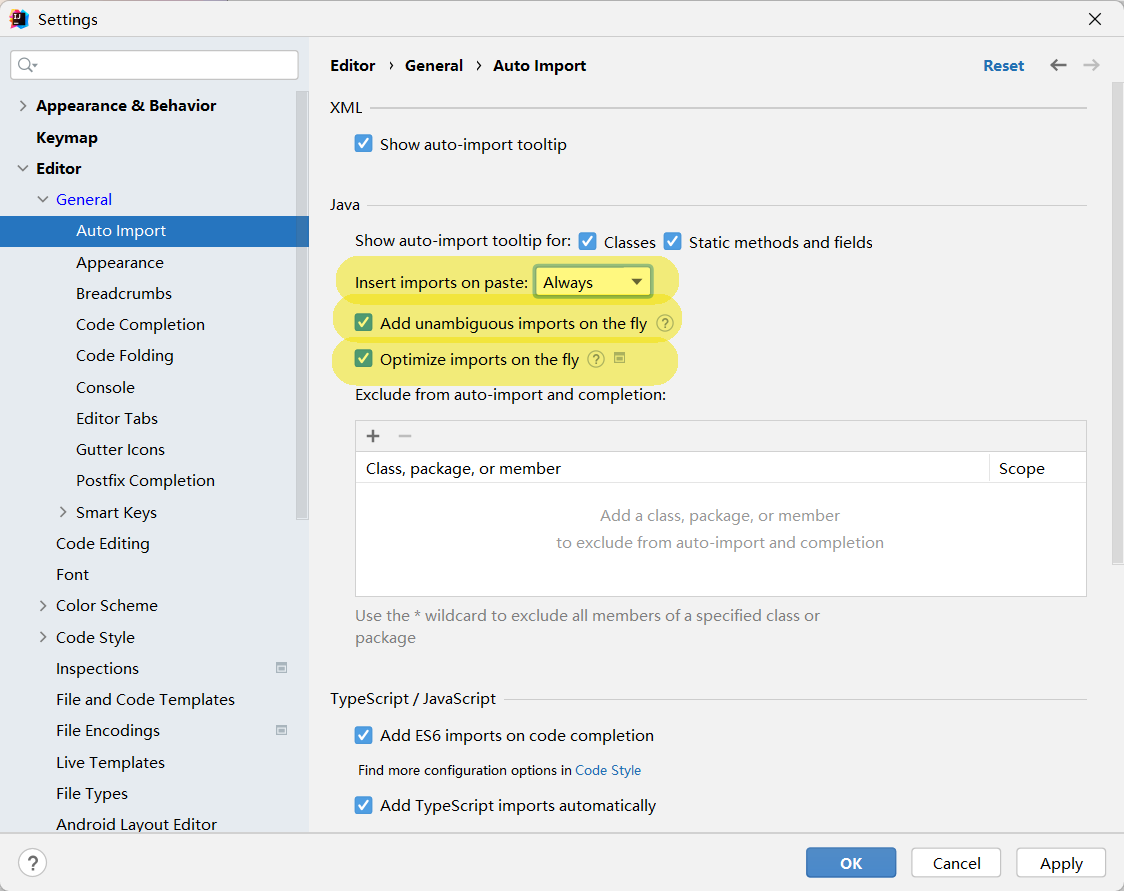 Settings
Editor › General › Auto Import
Reset
Appearance & Behavior
Keymap
Editor
General
Auto Import
Appearance
Breadcrumbs
Code Completion
Code Folding
Console
Editor Tabs
Gutter Icons
Postfix Completion
Smart Keys
Code Editing
Font
Color Scheme
Code Style
Inspections
File and Code Templates
File Encodings
Live Templates
File Types
Android Layout Editor
XML
Show auto-import tooltip
Java
Show auto-import tooltip for: Classes Static methods and fields
Insert imports on paste: Always
Add unambiguous imports on the fly ?
Optimize imports on the fly ?
Exclude from auto-import and completion:
+ −
Class, package, or member Scope
Add a class, package, or member
to exclude from auto-import and completion
Use the * wildcard to exclude all members of a specified class or
package
TypeScript / JavaScript
Add ES6 imports on code completion
Find more configuration options in Code Style
Add TypeScript imports automatically
? OK Cancel Apply